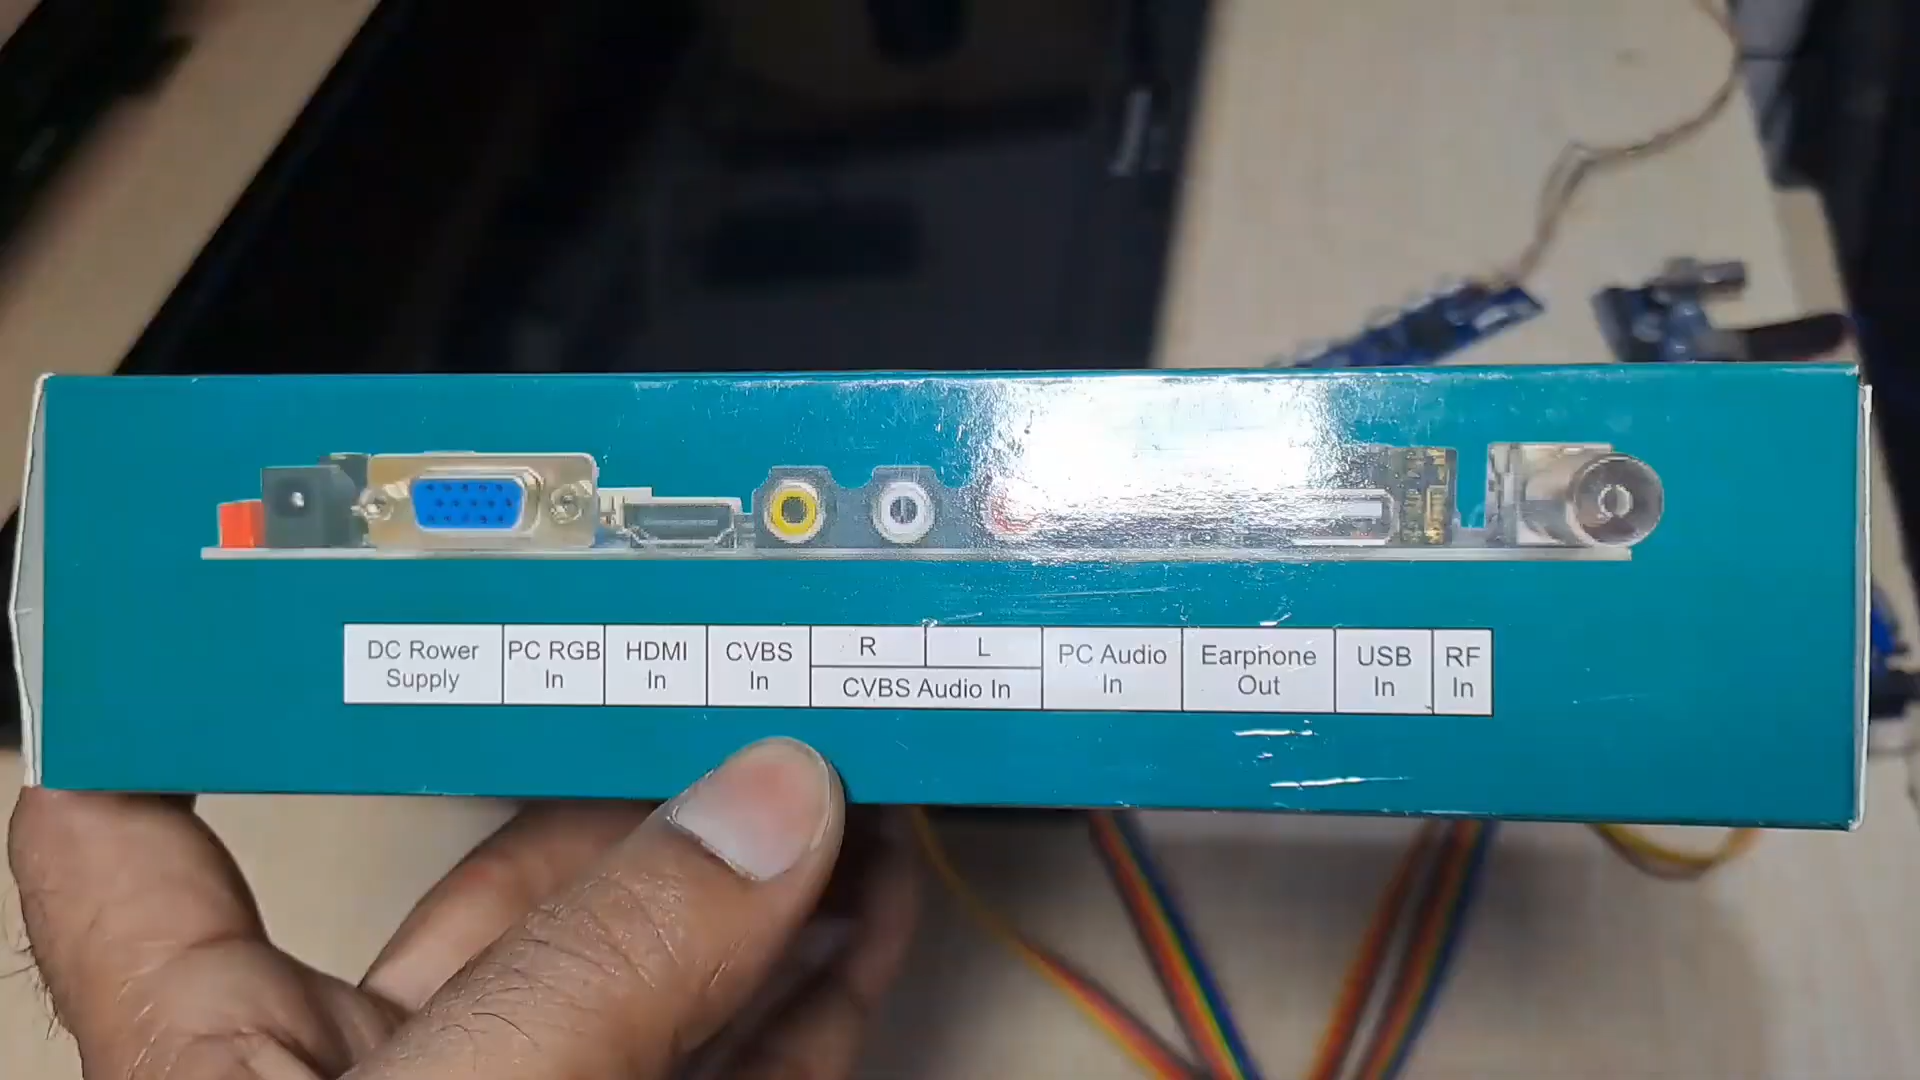 DC Rower
Supply
PC RGB
In
HDMI
In
CVBS
In
R
L
CVBS Audio In
PC Audio
In
Earphone
Out
USB
In
RF
In